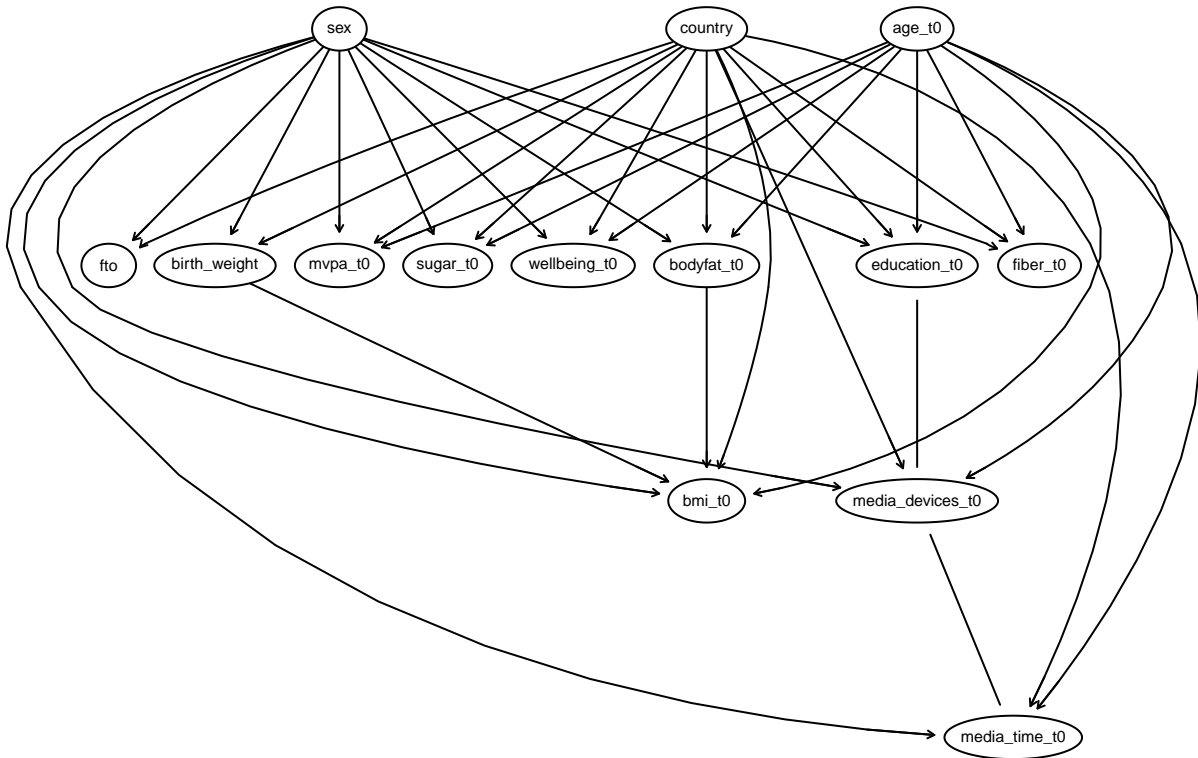 sex country age_t0
fto birth_weight mvpa_t0 sugar_t0 wellbeing_t0 bodyfat_t0 education_t0 fiber_t0
bmi_t0 media_devices_t0
media_time_t0